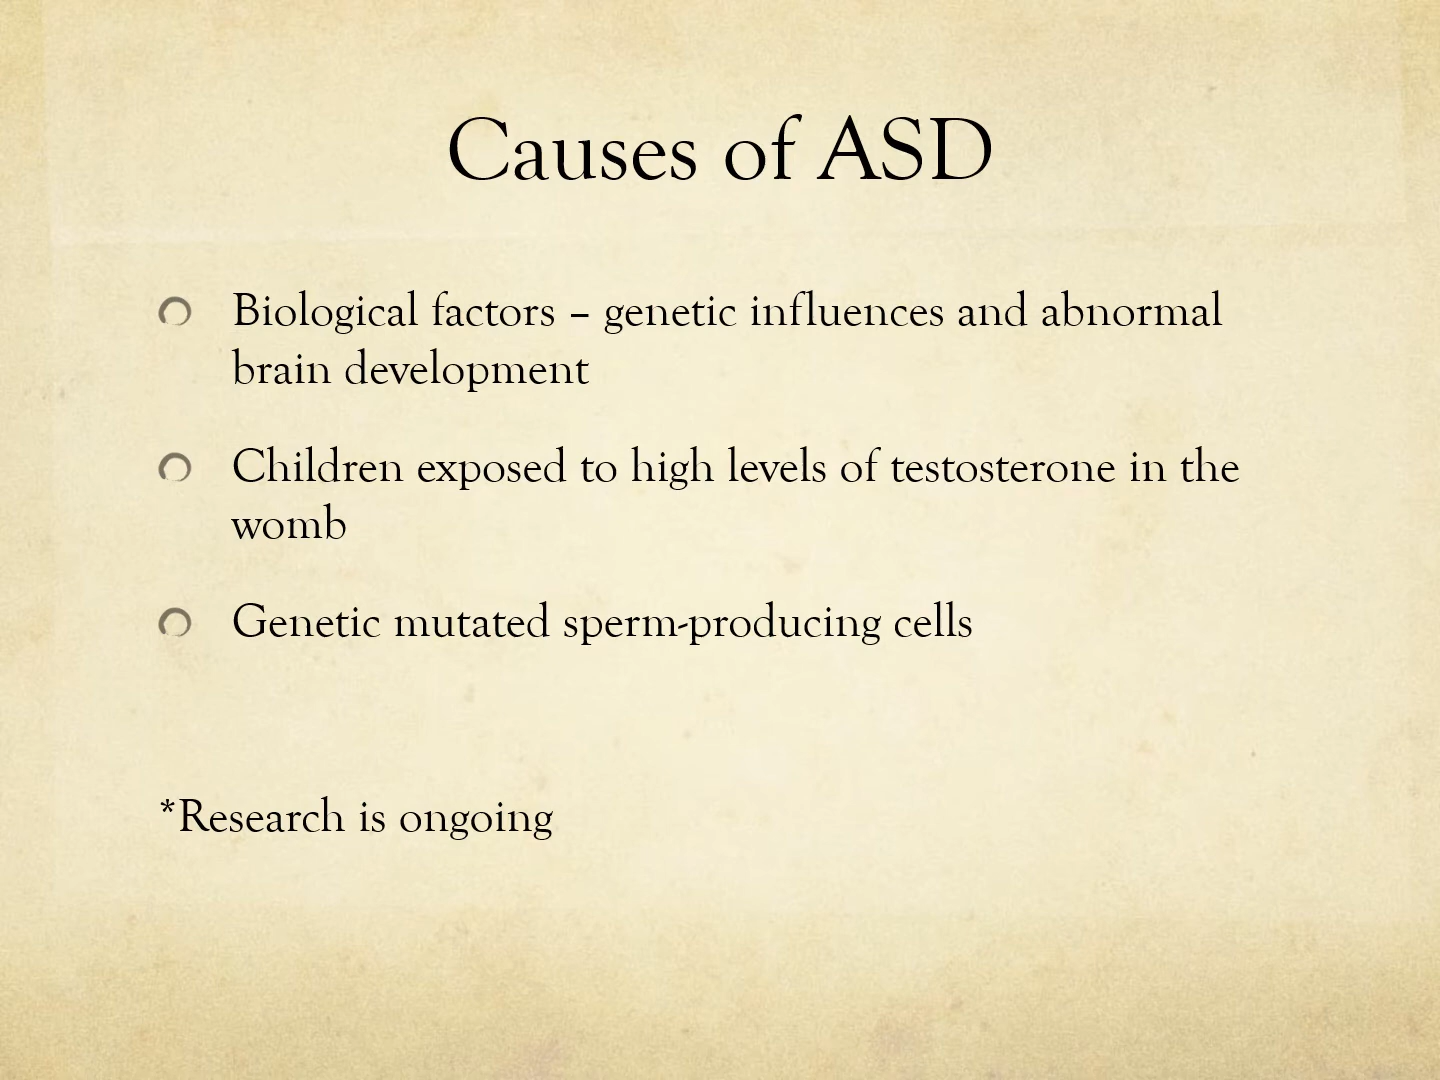 Causes of ASD
Biological factors – genetic influences and abnormal
brain development
Children exposed to high levels of testosterone in the
womb
Genetic mutated sperm-producing cells
*Research is ongoing